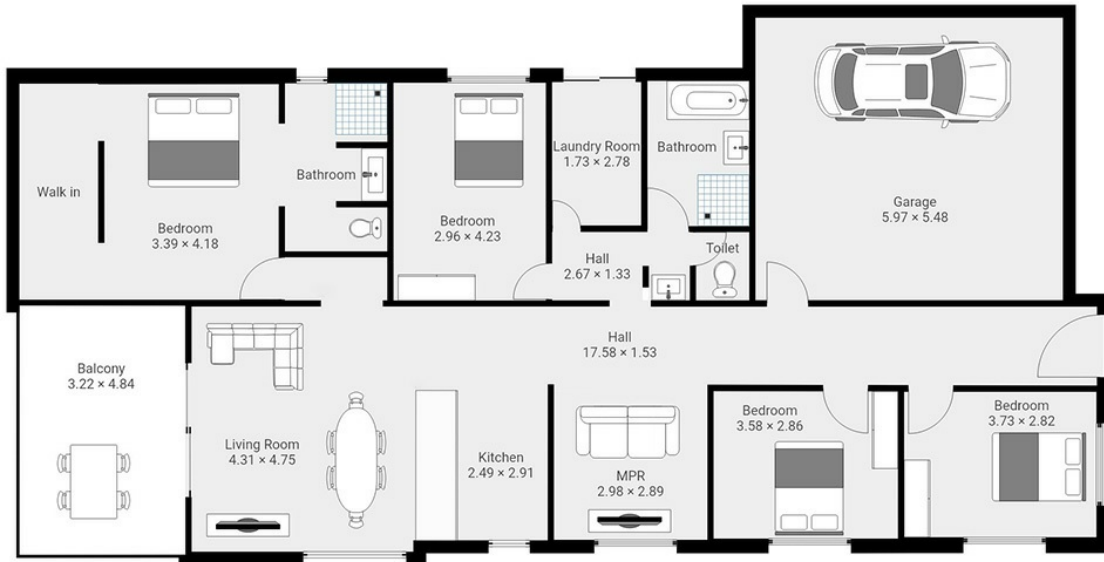 Walk in
Bedroom
3.39 × 4.18
Bathroom
Bedroom
2.96 × 4.23
Laundry Room
1.73 × 2.78
Bathroom
Hall
2.67 × 1.33
Toilet
Garage
5.97 × 5.48
Balcony
3.22 × 4.84
Living Room
4.31 × 4.75
Kitchen
2.49 × 2.91
Hall
17.58 × 1.53
MPR
2.98 × 2.89
Bedroom
3.58 × 2.86
Bedroom
3.73 × 2.82